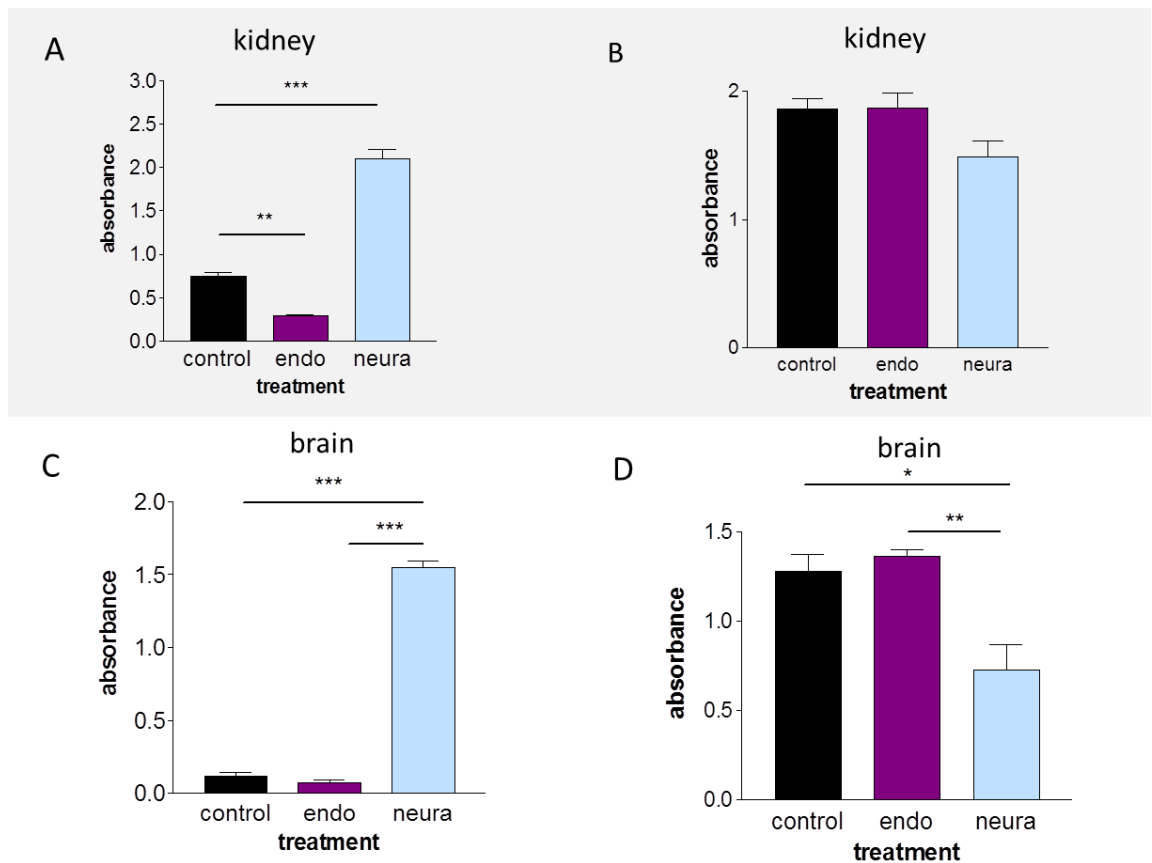 A
kidney
3.0
2.5
2.0
1.5
1.0
0.5
0.0
absorbance
***
**
control endo neura
treatment
B
kidney
2
1
0
absorbance
control endo neura
treatment
C
brain
2.0
1.5
1.0
0.5
0.0
absorbance
***
***
control endo neura
treatment
D
brain
1.5
1.0
0.5
0.0
absorbance
*
**
control endo neura
treatment